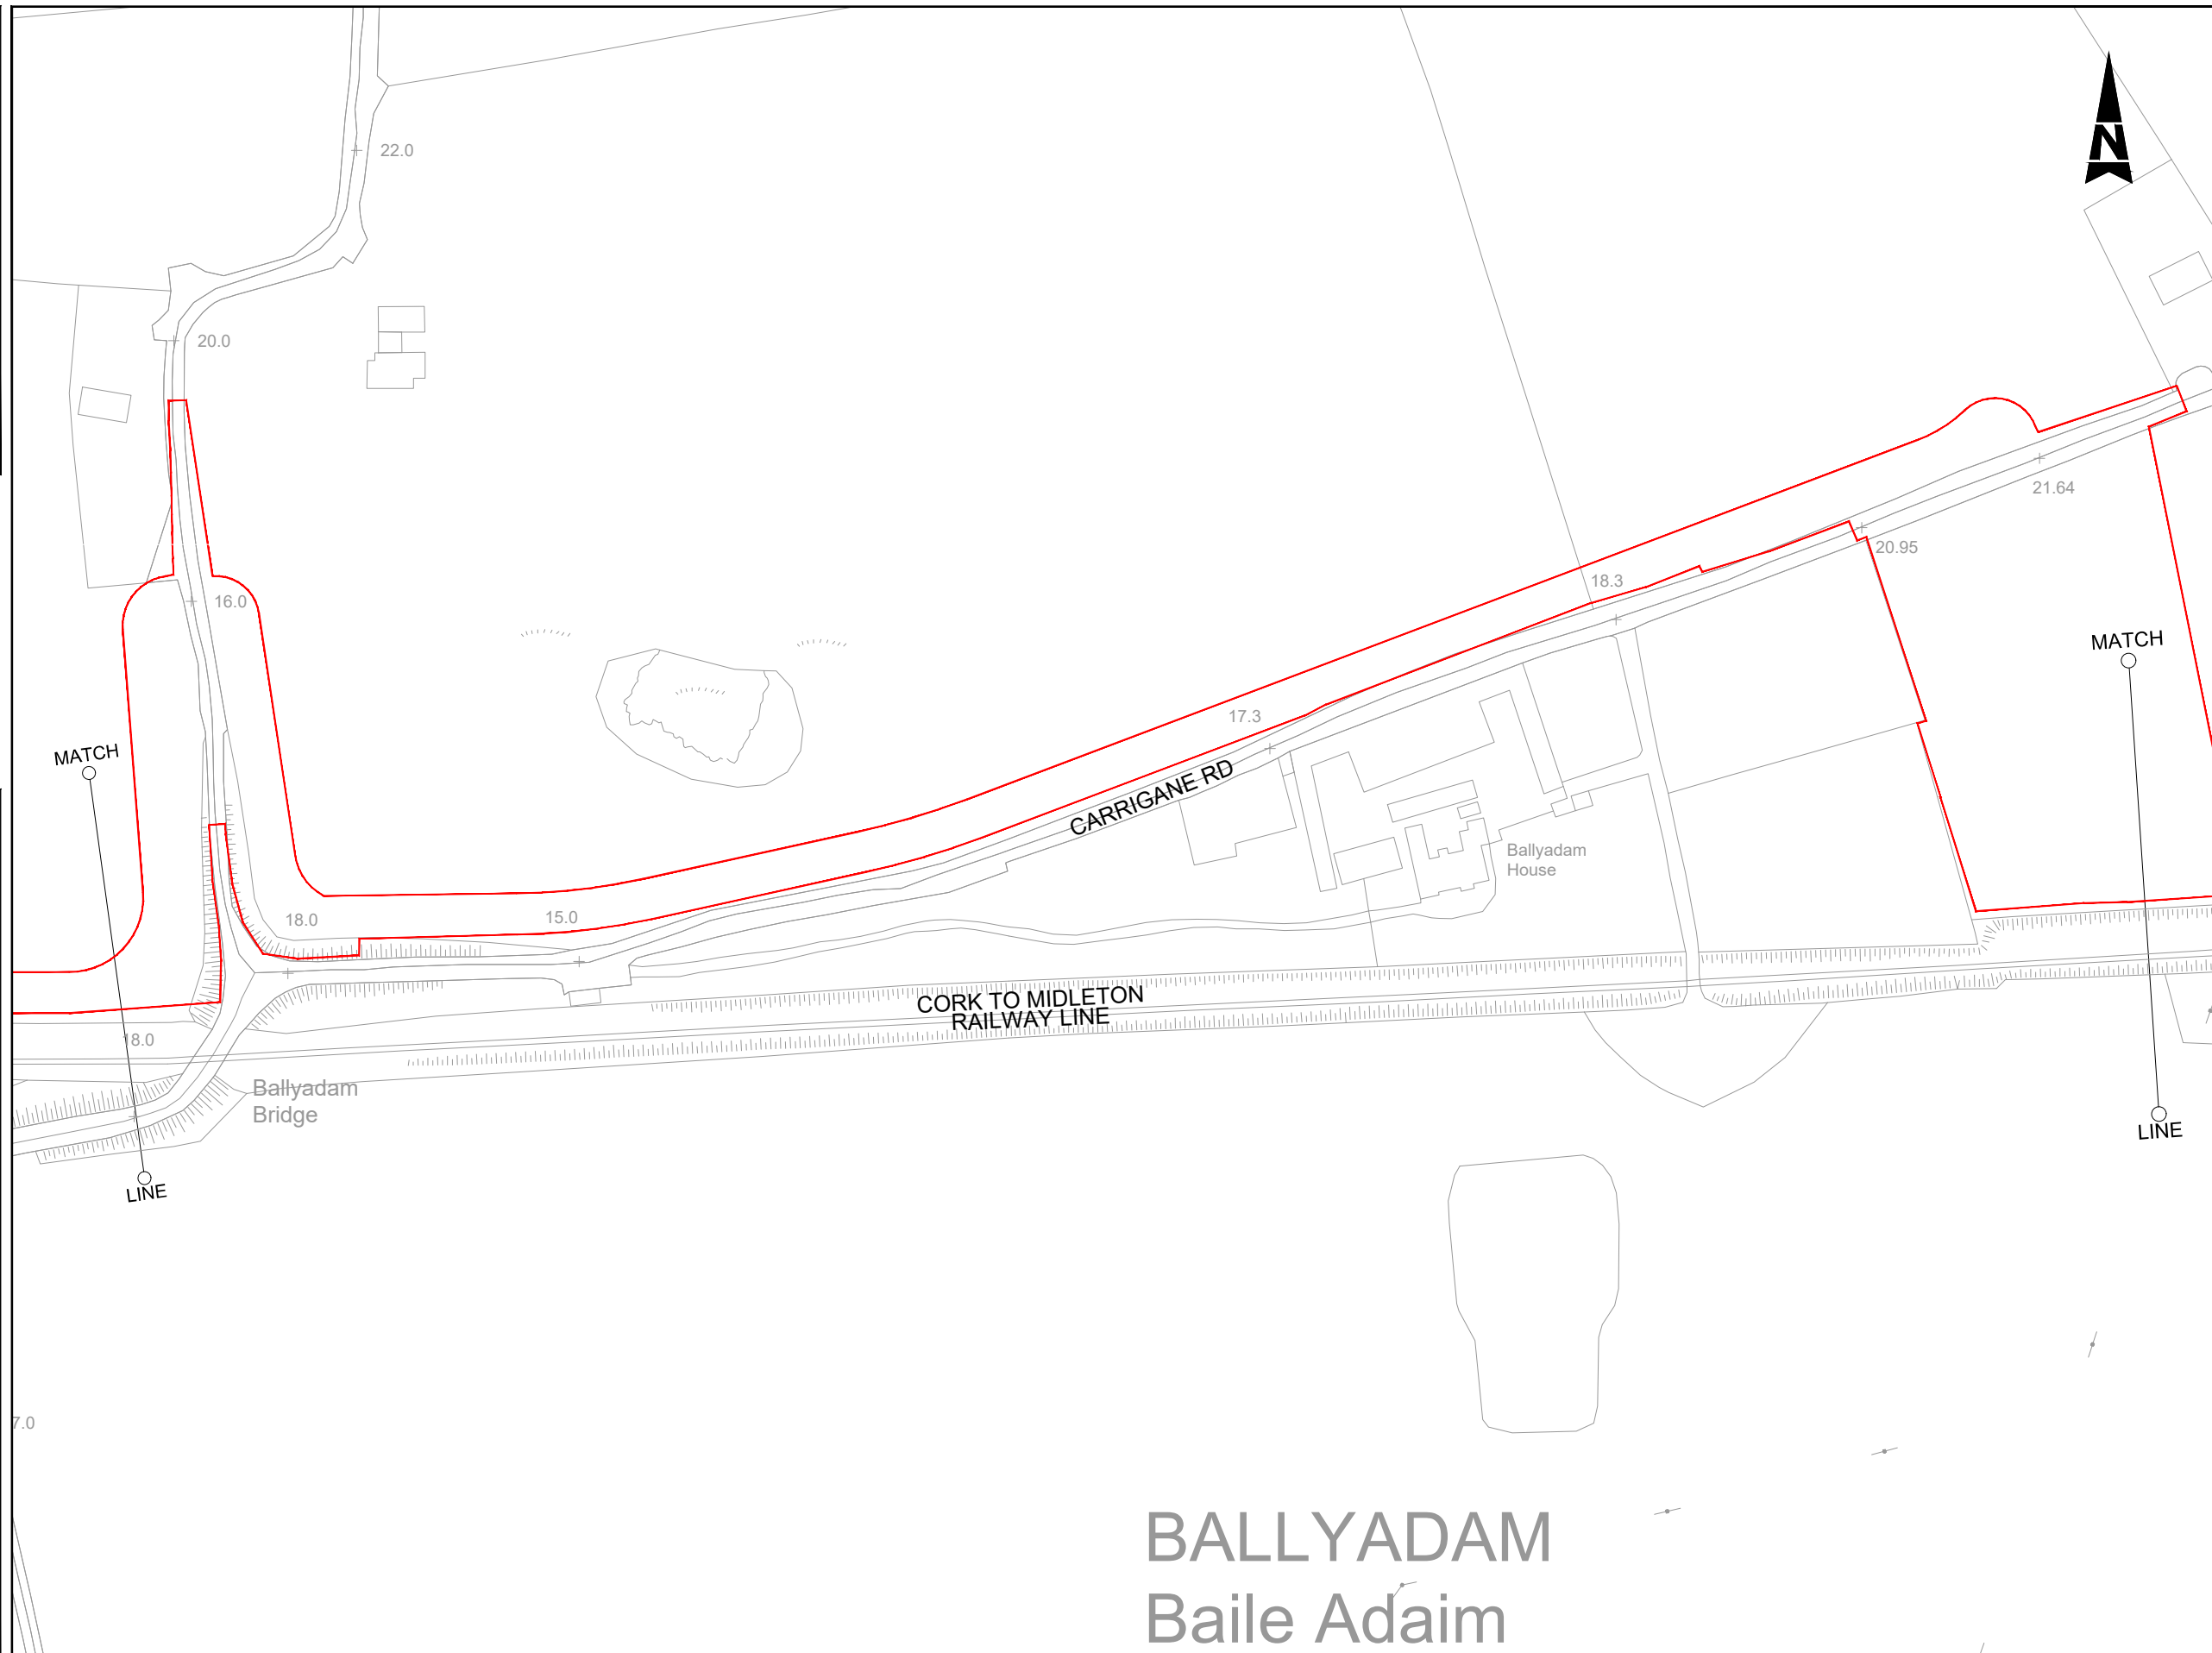 N
22.0
20.0
16.0
21.64
20.95
18.3
MATCH
17.3
MATCH
CARRIGANE RD
Ballyadam
House
18.0
15.0
CORK TO MIDLETON
RAILWAY LINE
18.0
Ballyadam
Bridge
LINE
LINE
7.0
BALLYADAM
Baile Adaim